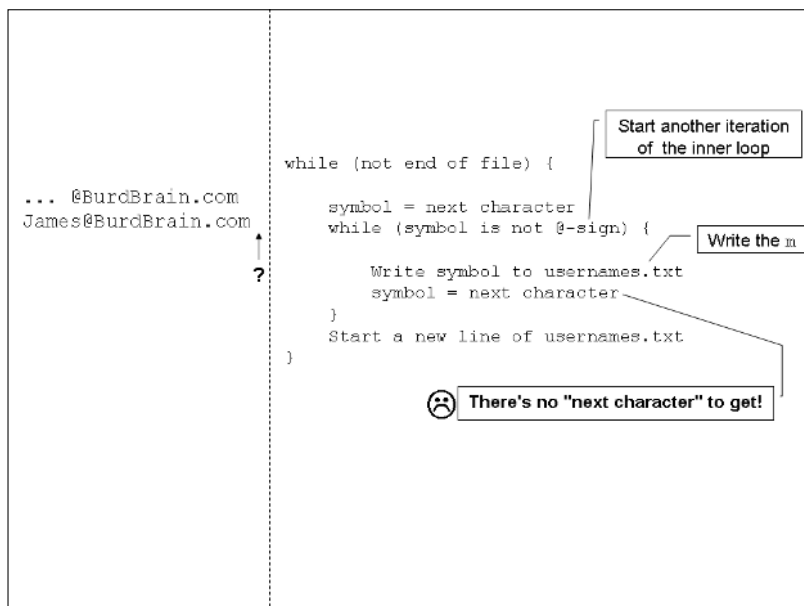 ... @BurdBrain.com
James@BurdBrain.com
?
while (not end of file) {
symbol = next character
while (symbol is not @-sign) {
Write symbol to usernames.txt
symbol = next character
}
Start a new line of usernames.txt
}
Start another iteration
of the inner loop
Write the m
There's no "next character" to get!